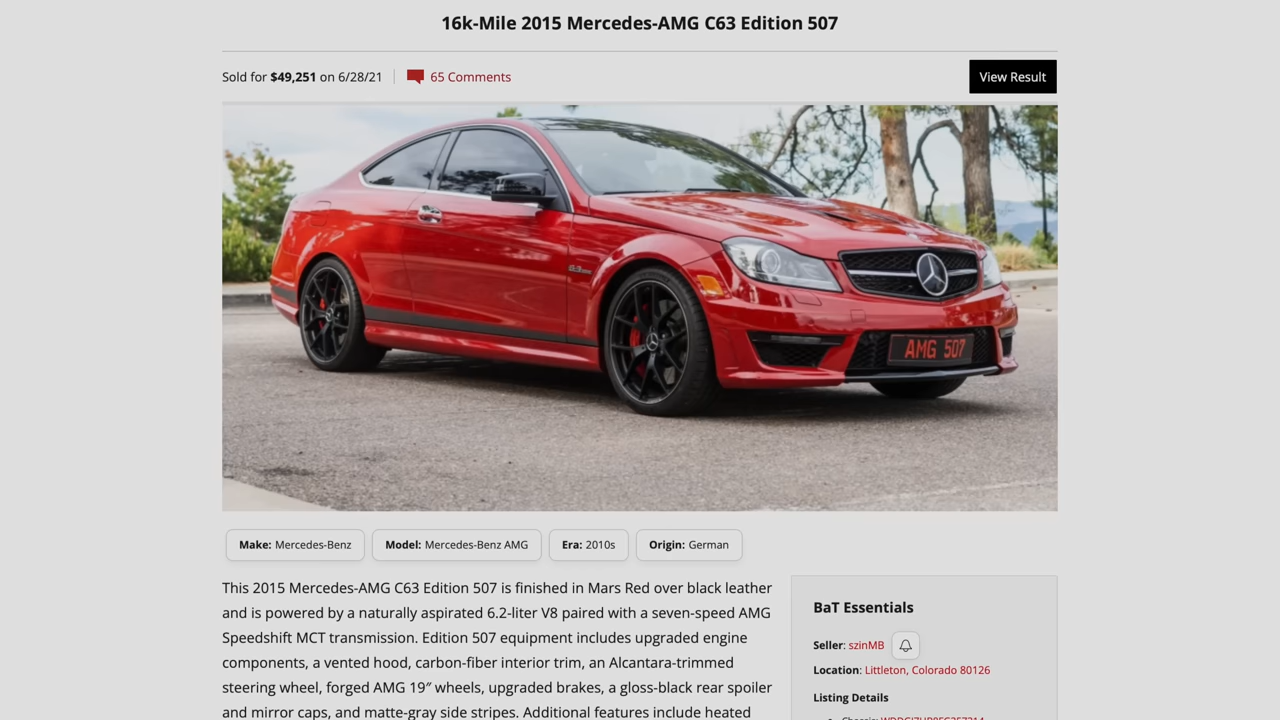 16k-Mile 2015 Mercedes-AMG C63 Edition 507
Sold for $49,251 on 6/28/21
65 Comments
View Result
AMG 507
Make: Mercedes-Benz
Model: Mercedes-Benz AMG
Era: 2010s
Origin: German
This 2015 Mercedes-AMG C63 Edition 507 is finished in Mars Red over black leather
and is powered by a naturally aspirated 6.2-liter V8 paired with a seven-speed AMG
Speedshift MCT transmission. Edition 507 equipment includes upgraded engine
components, a vented hood, carbon-fiber interior trim, an Alcantara-trimmed
steering wheel, forged AMG 19″ wheels, upgraded brakes, a gloss-black rear spoiler
and mirror caps, and matte-gray side stripes. Additional features include heated
BaT Essentials
Seller: szinMB
Location: Littleton, Colorado 80126
Listing Details
Chassis: